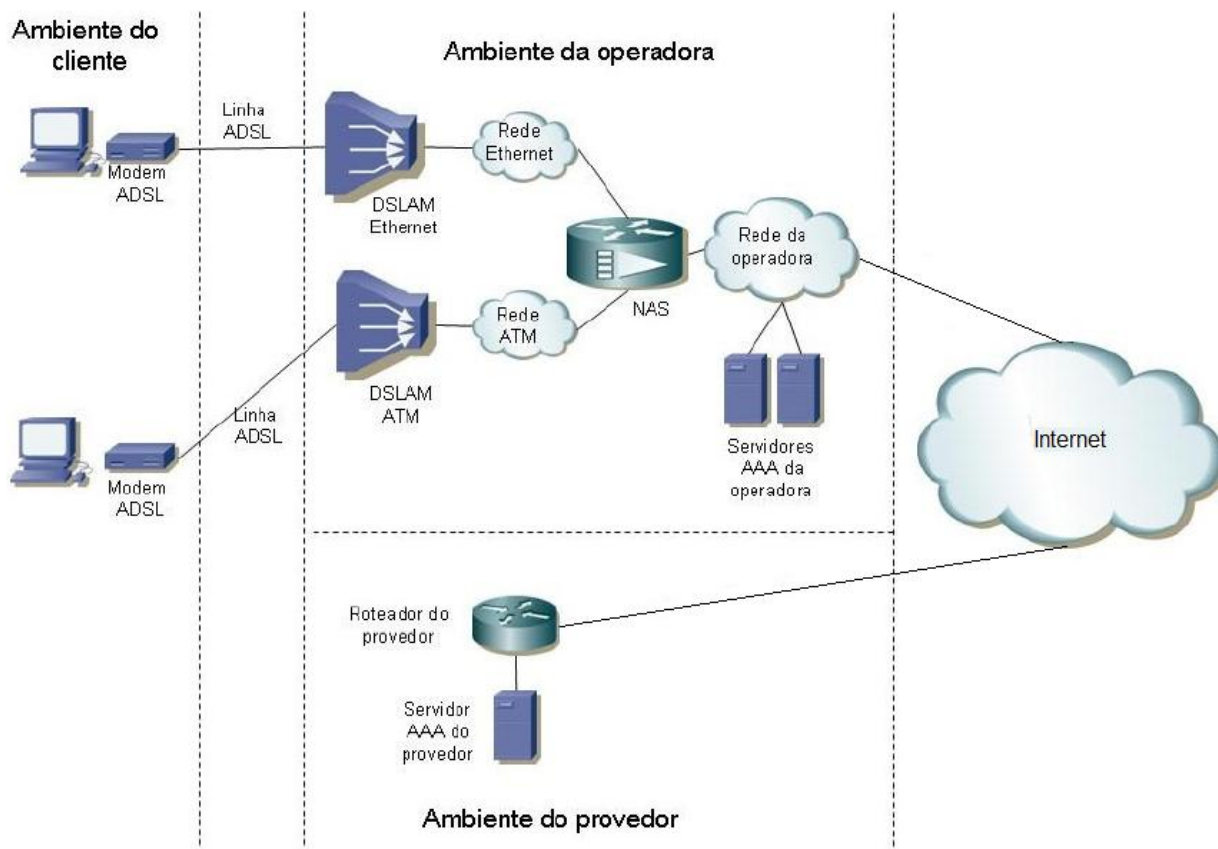 Ambiente do
cliente
Ambiente da operadora
Linha
ADSL
Modem
ADSL
DSLAM
Ethernet
Rede
Ethernet
NAS
Rede da
operadora
Rede
ATM
DSLAM
ATM
Linha
ADSL
Modem
ADSL
Servidores
AAA da
operadora
Internet
Roteador do
provedor
Servidor
AAA do
provedor
Ambiente do provedor